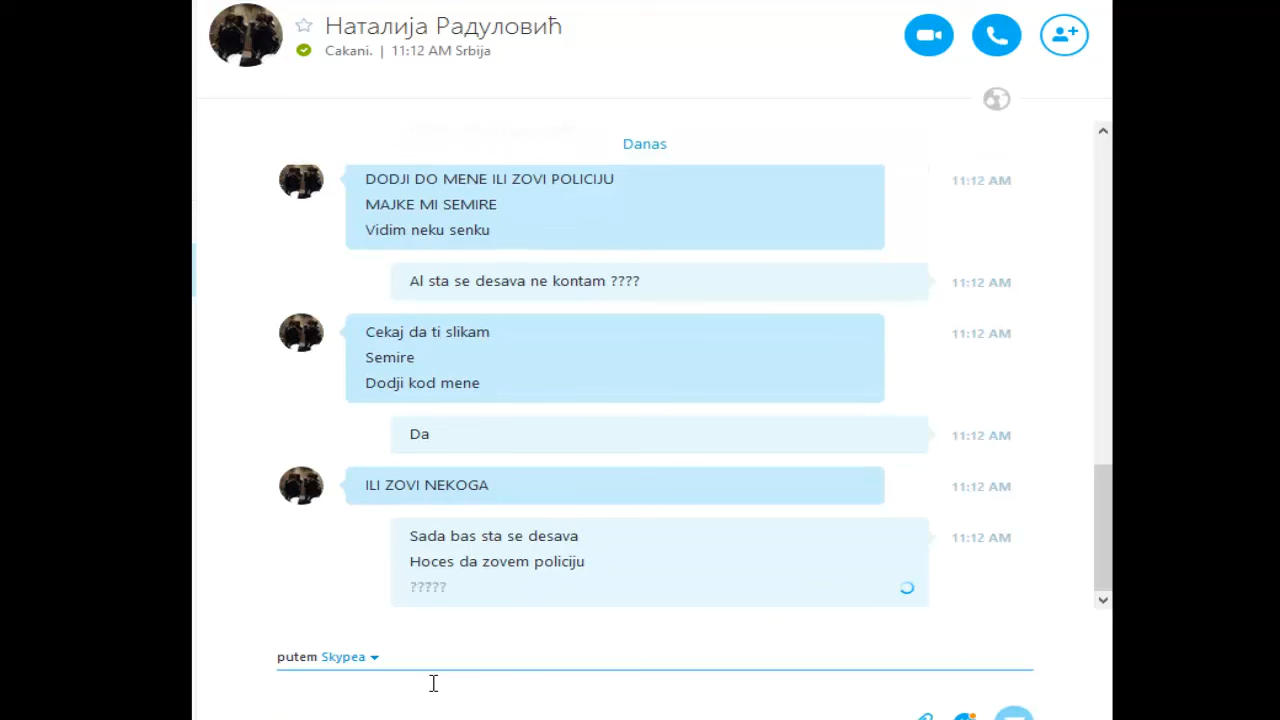 Наталија Радуловић
Cakani. | 11:12 AM Srbija
Danas
DODJI DO MENE ILI ZOVI POLICIJU 11:12 AM
MAJKE MI SEMIRE
Vidim neku senku
Al sta se desava ne kontam ???? 11:12 AM
Cekaj da ti slikam 11:12 AM
Semire
Dodji kod mene
Da 11:12 AM
ILI ZOVI NEKOGA 11:12 AM
Sada bas sta se desava 11:12 AM
Hoces da zovem policiju
?????
putem Skypea